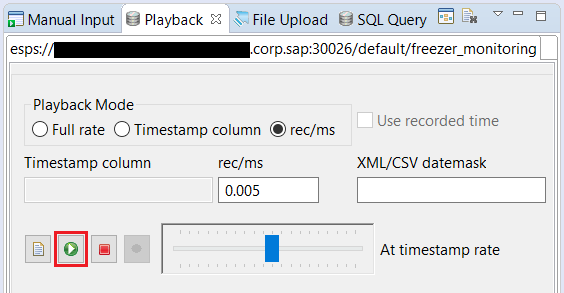 Manual Input Playback File Upload SQL Query
esps://.corp.sap:30026/default/freezer_monitoring
Playback Mode
Full rate Timestamp column rec/ms Use recorded time
Timestamp column rec/ms XML/CSV datemask
0.005
At timestamp rate